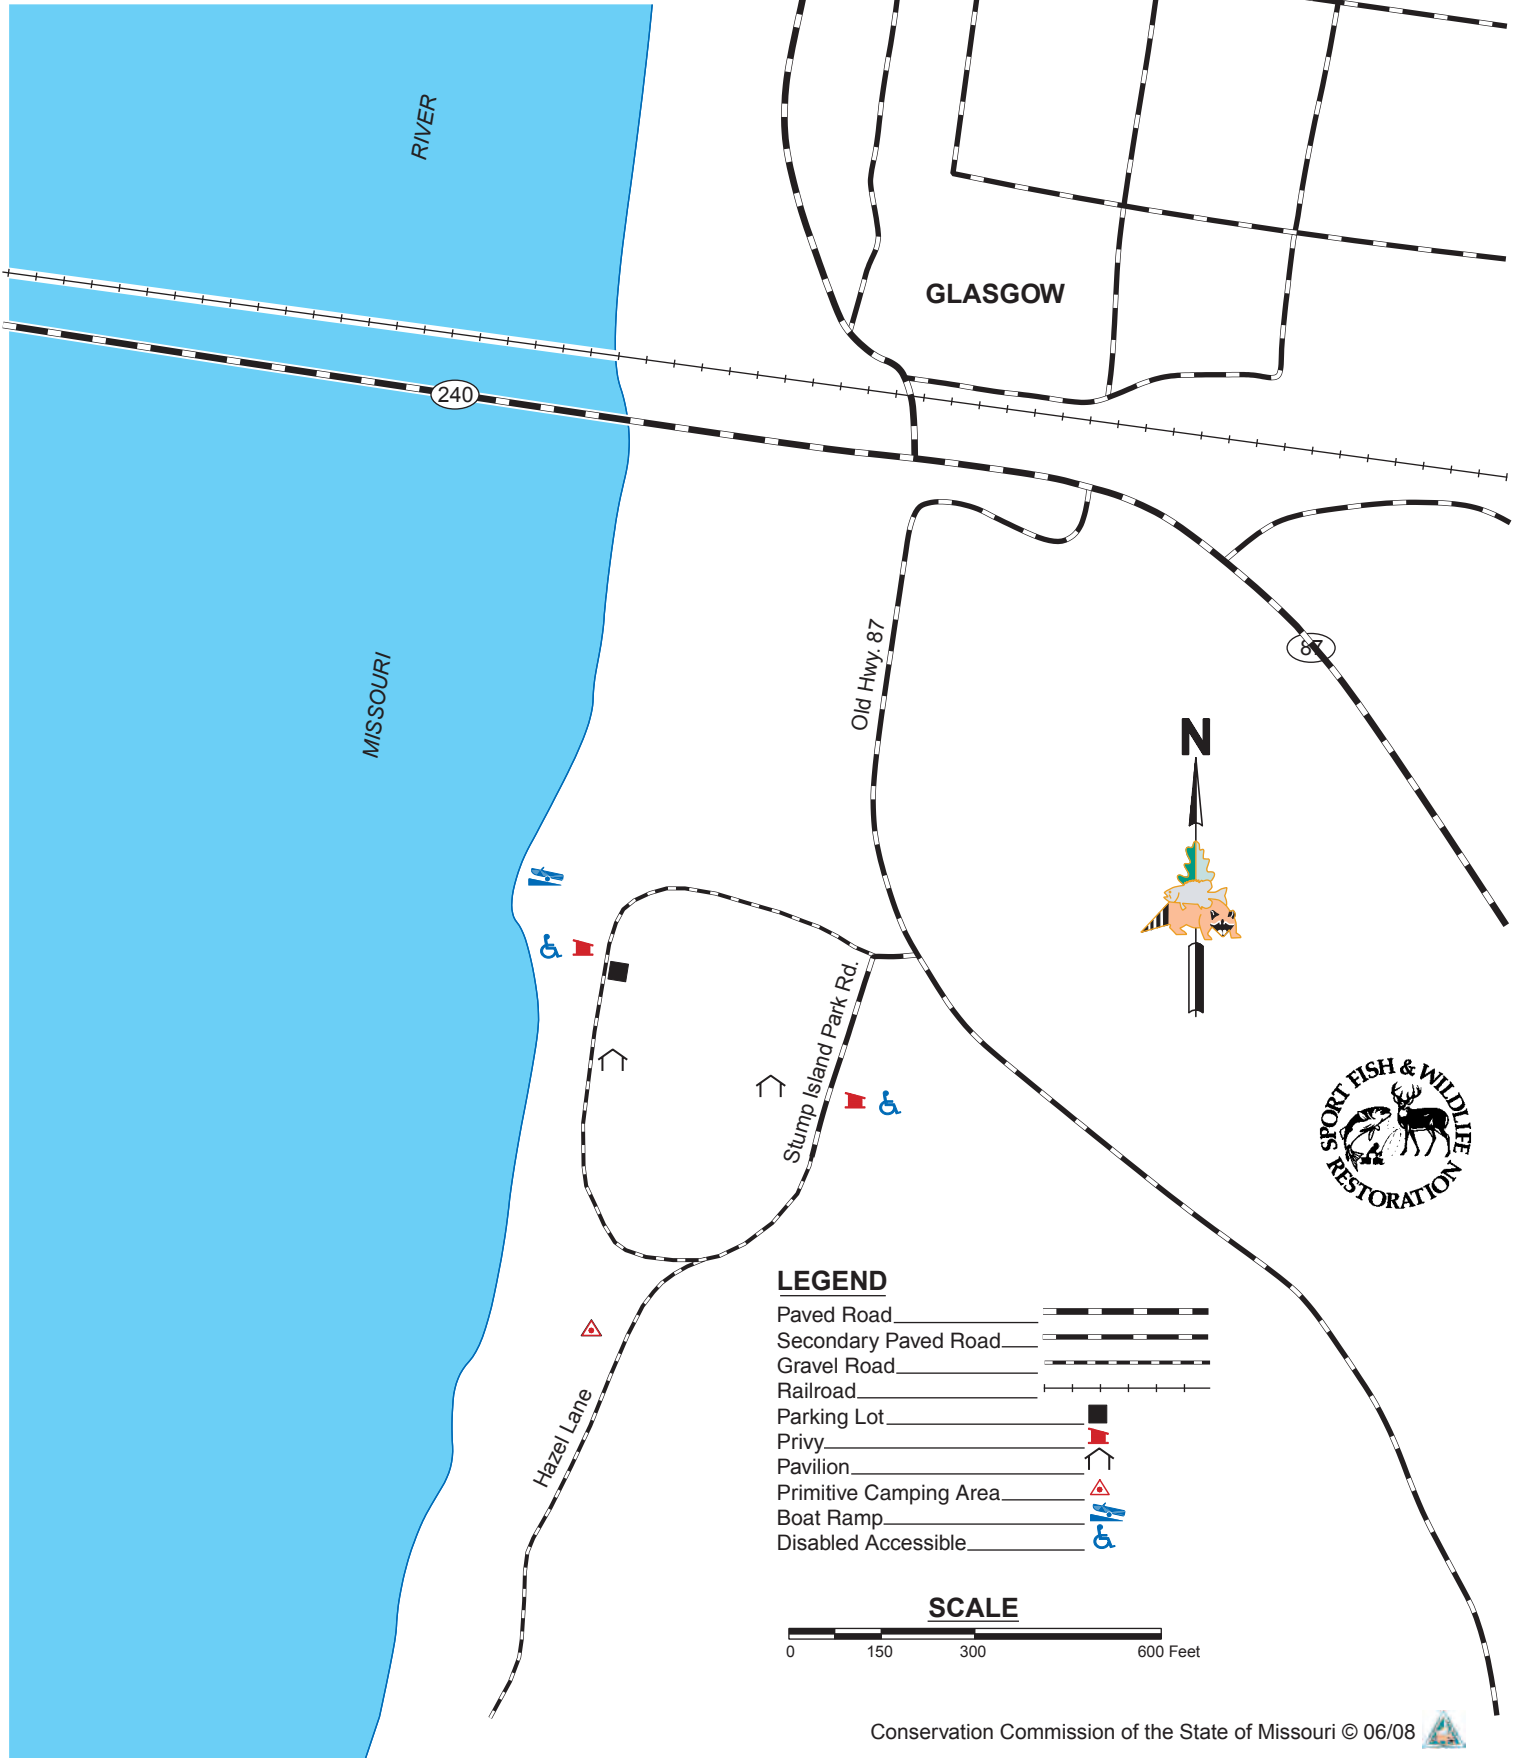 RIVER
GLASGOW
240
Old Hwy. 87
87
MISSOURI
N
Stump Island Park Rd.
SPORT FISH & WILDLIFE
RESTORATION
Hazel Lane
LEGEND
Paved Road
Secondary Paved Road
Gravel Road
Railroad
Parking Lot
Privy
Pavilion
Primitive Camping Area
Boat Ramp
Disabled Accessible
SCALE
0 150 300 600 Feet
Conservation Commission of the State of Missouri © 06/08